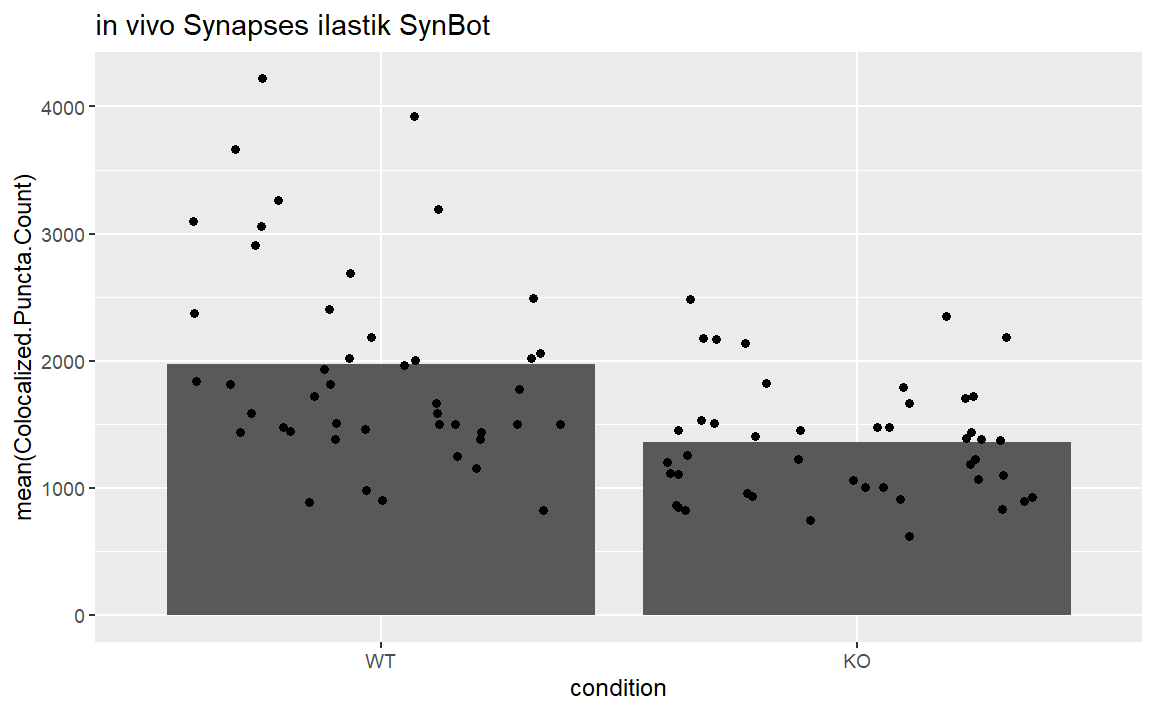 in vivo Synapses ilastik SynBot
mean(Colocalized.Puncta.Count)
4000
3000
2000
1000
0
WT
KO
condition